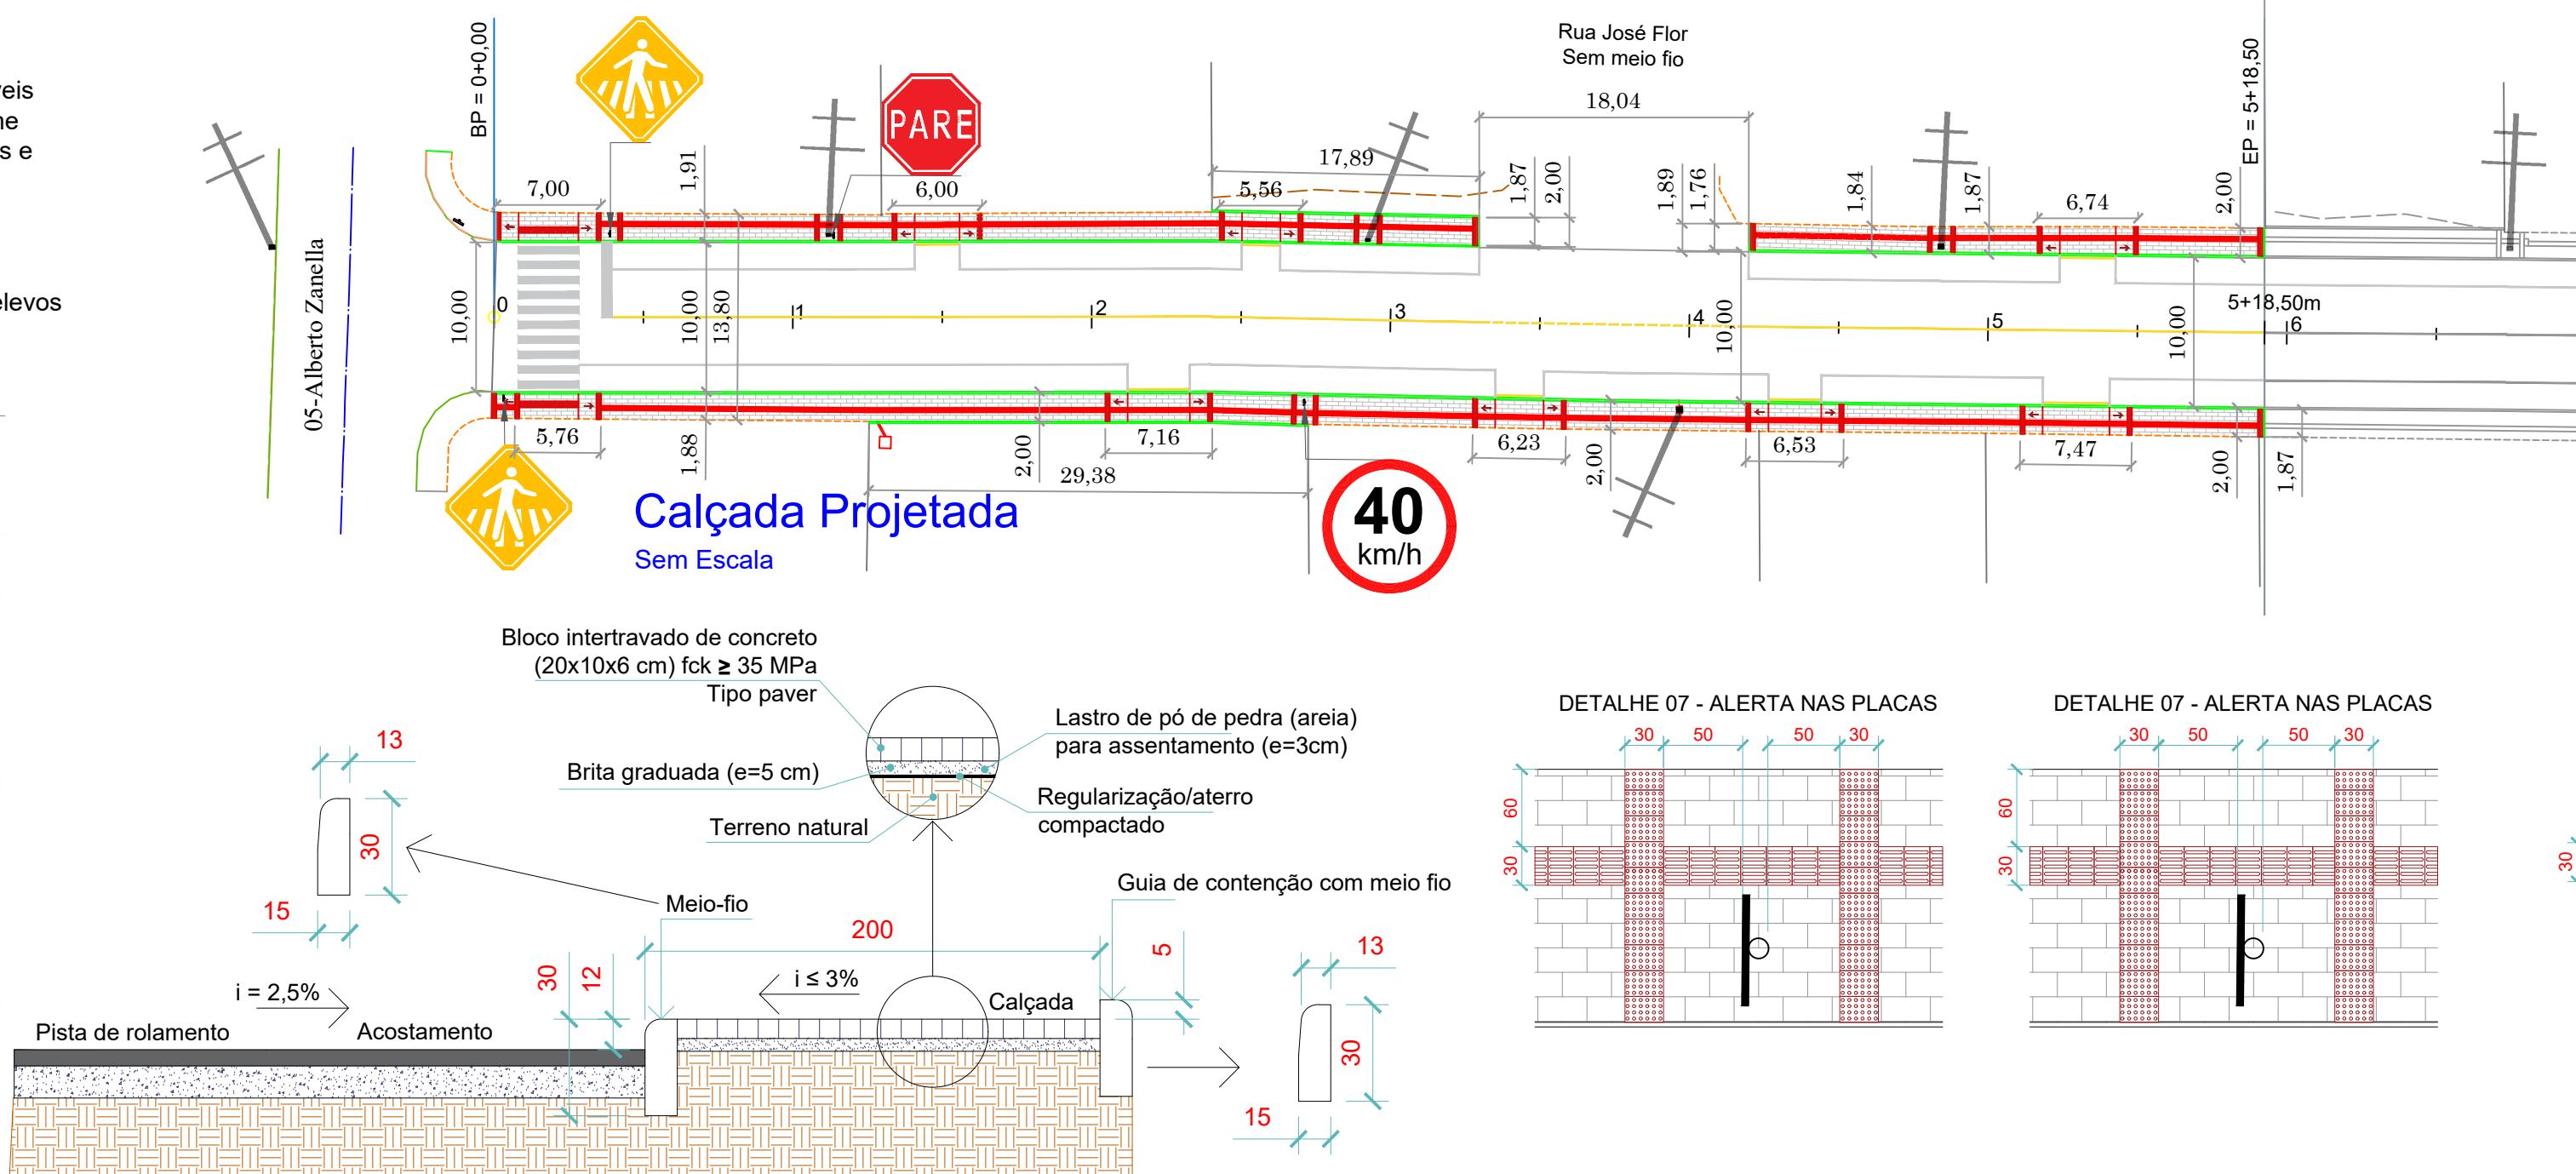 veis
ne
s e
elevos
BP = 0+0,00
PARE
Rua José Flor
Sem meio fio
EP = 5+18,50
18,04
17,89
7,00
1,91
6,00
5,56
1,87
2,00
1,89
1,76
1,84
1,87
6,74
2,00
05-Alberto Zanella
10,00
0
10,00
13,80
1
2
3
4
10,00
5
10,00
5+18,50m
6
5,76
1,88
2,00
7,16
29,38
6,23
2,00
6,53
7,47
2,00
1,87
Calçada Projetada
Sem Escala
40
km/h
Bloco intertravado de concreto
(20x10x6 cm) fck ≥ 35 MPa
Tipo paver
Lastro de pó de pedra (areia)
para assentamento (e=3cm)
Brita graduada (e=5 cm)
Regularização/aterro
compactado
Terreno natural
13
30
15
Meio-fio
Guia de contenção com meio fio
200
30
12
5
i = 2,5%
i ≤ 3%
Calçada
Pista de rolamento
Acostamento
13
30
15
DETALHE 07 - ALERTA NAS PLACAS
30
50
50
30
60
30
DETALHE 07 - ALERTA NAS PLACAS
30
50
50
30
60
30
30